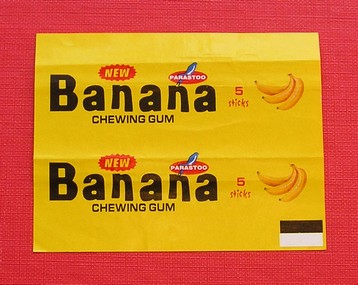 NEW
PARASTOO
Banana
5
sticks
CHEWING GUM
NEW
PARASTOO
Banana
5
sticks
CHEWING GUM